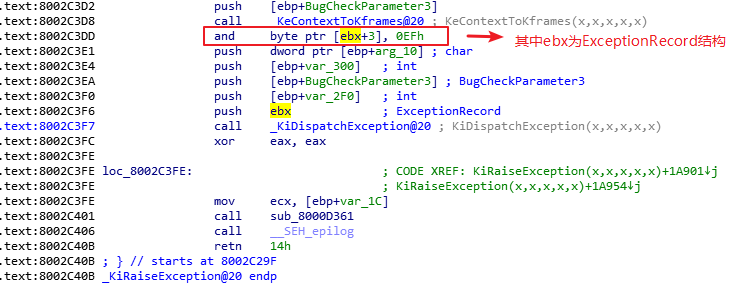 .text:8002C3D2 push [ebp+BugCheckParameter3]
.text:8002C3D8 call _KeContextToKframes@20 ; KeContextToKframes(x,x,x,x,x)
.text:8002C3DD and byte ptr [ebx+3], 0EFh 其中ebx为ExceptionRecord结构
.text:8002C3E1 push dword ptr [ebp+arg_10] ; char
.text:8002C3E4 push [ebp+var_300] ; int
.text:8002C3EA push [ebp+BugCheckParameter3] ; BugCheckParameter3
.text:8002C3F0 push [ebp+var_2F0] ; int
.text:8002C3F6 push ebx ; ExceptionRecord
.text:8002C3F7 call _KiDispatchException@20 ; KiDispatchException(x,x,x,x,x)
.text:8002C3FC xor eax, eax
.text:8002C3FE
.text:8002C3FE loc_8002C3FE: ; CODE XREF: KiRaiseException(x,x,x,x,x)+1A901↓j
.text:8002C3FE ; KiRaiseException(x,x,x,x,x)+1A954↓j
.text:8002C3FE mov ecx, [ebp+var_1C]
.text:8002C401 call sub_8000D361
.text:8002C406 call __SEH_epilog
.text:8002C40B retn 14h
.text:8002C40B ; } // starts at 8002C29F
.text:8002C40B _KiRaiseException@20 endp